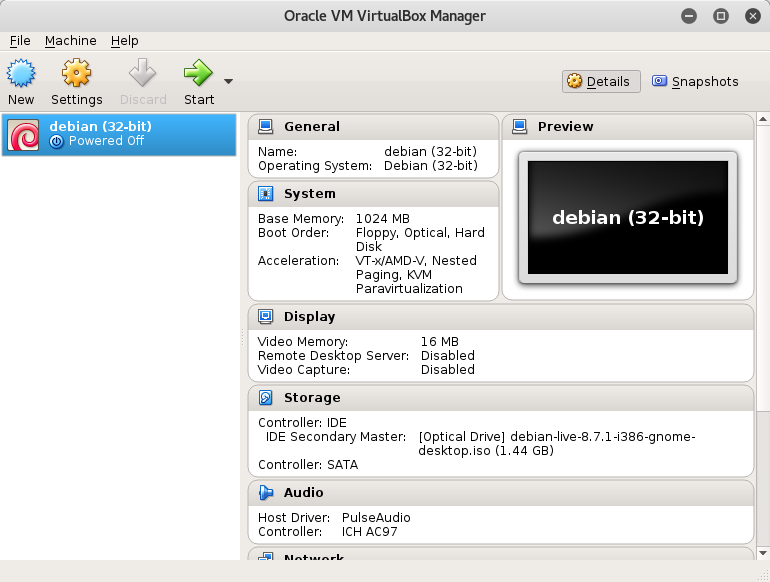 Oracle VM VirtualBox Manager
File Machine Help
New Settings Discard Start Details Snapshots
debian (32-bit)
Powered Off
General
Name: debian (32-bit)
Operating System: Debian (32-bit)
System
Base Memory: 1024 MB
Boot Order: Floppy, Optical, Hard
Disk
Acceleration: VT-x/AMD-V, Nested
Paging, KVM
Paravirtualization
Preview
debian (32-bit)
Display
Video Memory: 16 MB
Remote Desktop Server: Disabled
Video Capture: Disabled
Storage
Controller: IDE
IDE Secondary Master: [Optical Drive] debian-live-8.7.1-i386-gnome-
desktop.iso (1.44 GB)
Controller: SATA
Audio
Host Driver: PulseAudio
Controller: ICH AC97
Network